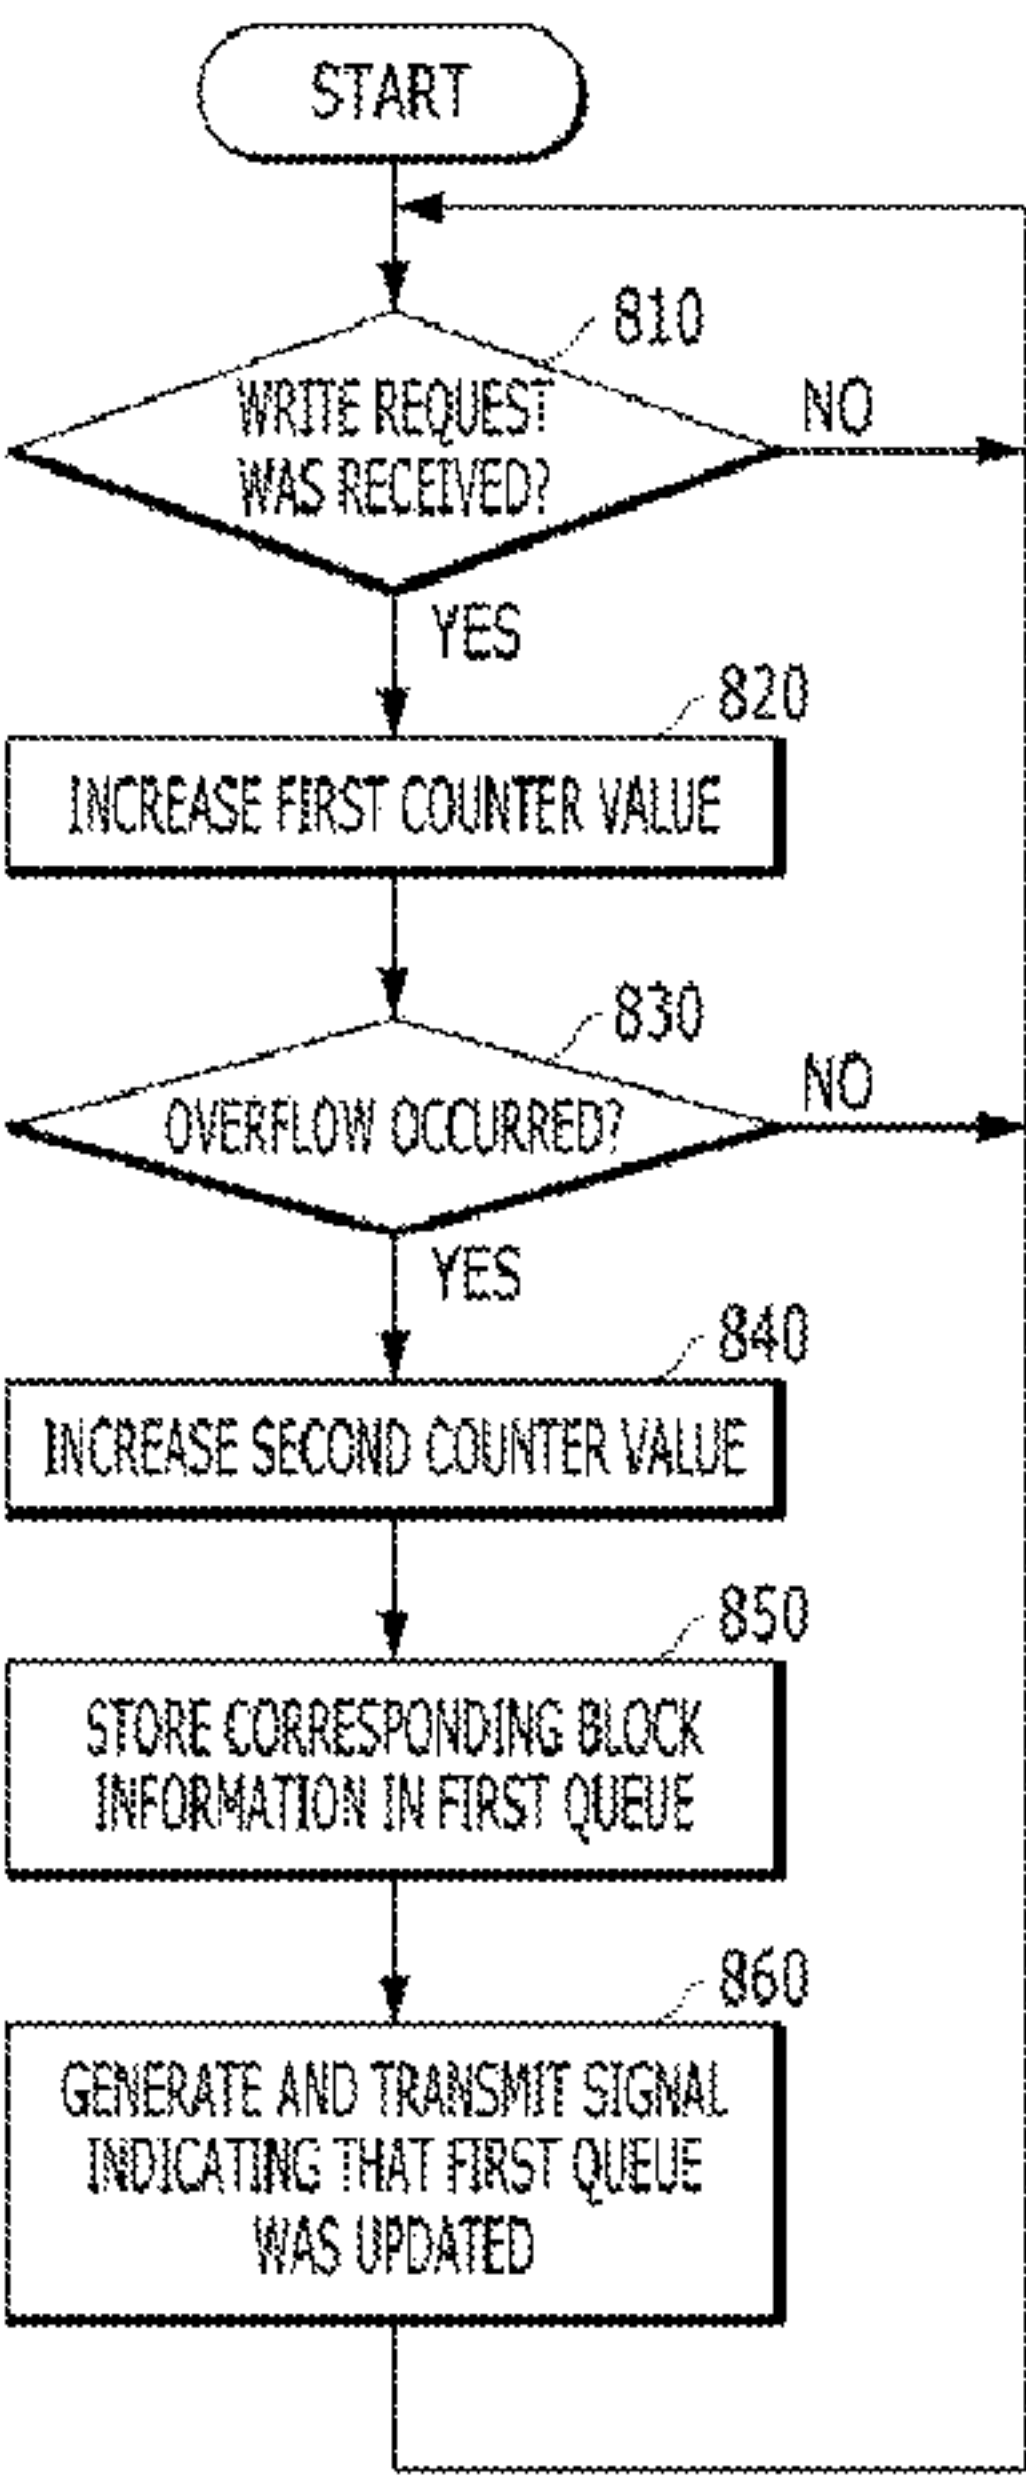 START
810
WRITE REQUEST
WAS RECEIVED?
NO
YES
820
INCREASE FIRST COUNTER VALUE
830
OVERFLOW OCCURRED?
NO
YES
840
INCREASE SECOND COUNTER VALUE
850
STORE CORRESPONDING BLOCK
INFORMATION IN FIRST QUEUE
860
GENERATE AND TRANSMIT SIGNAL
INDICATING THAT FIRST QUEUE
WAS UPDATED